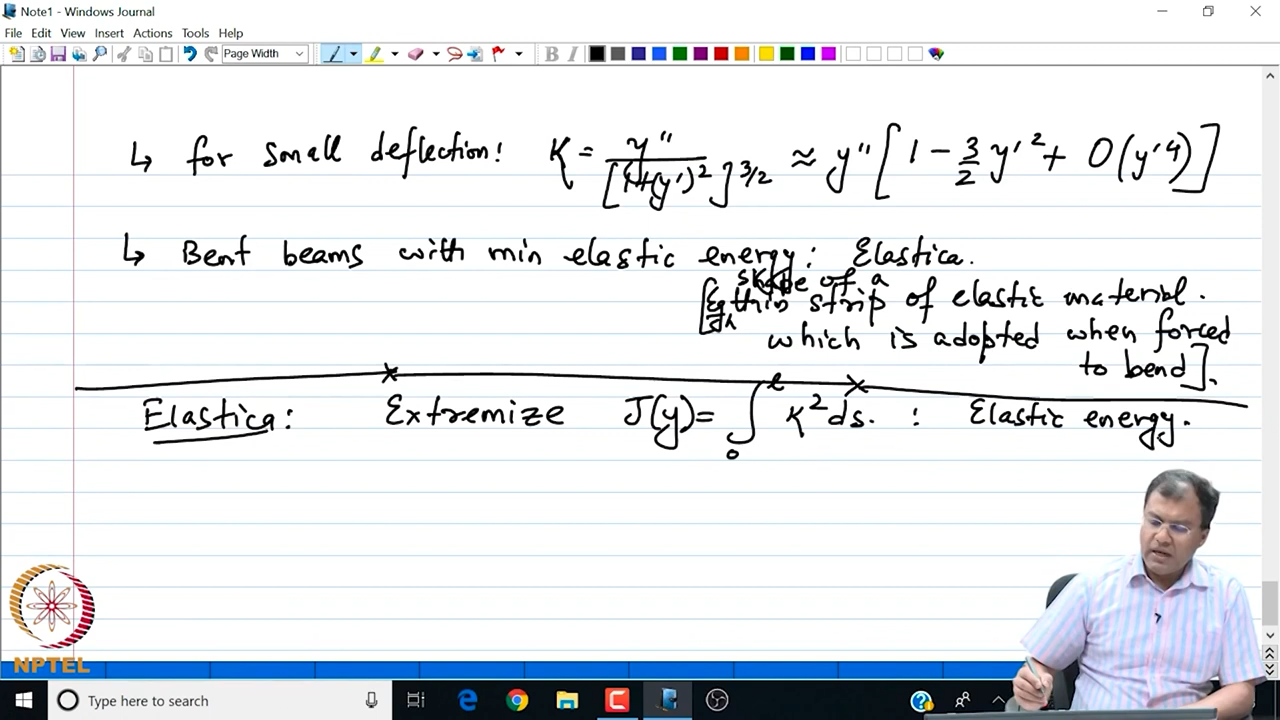 Note1 - Windows Journal
File Edit View Insert Actions Tools Help
Page Width B I
↳ for small deflection: K = y'' / [1+(y')²]^3/2 ≈ y'' [1 - 3/2 y'² + O(y'⁴)]
↳ Bent beams with min elastic energy: Elastica.
shape of a
thin strip of elastic material.
which is adopted when forced
to bend].
Elastica: Extremize J(y) = ∫₀^l K² ds. : Elastic energy.
NPTEL
Type here to search